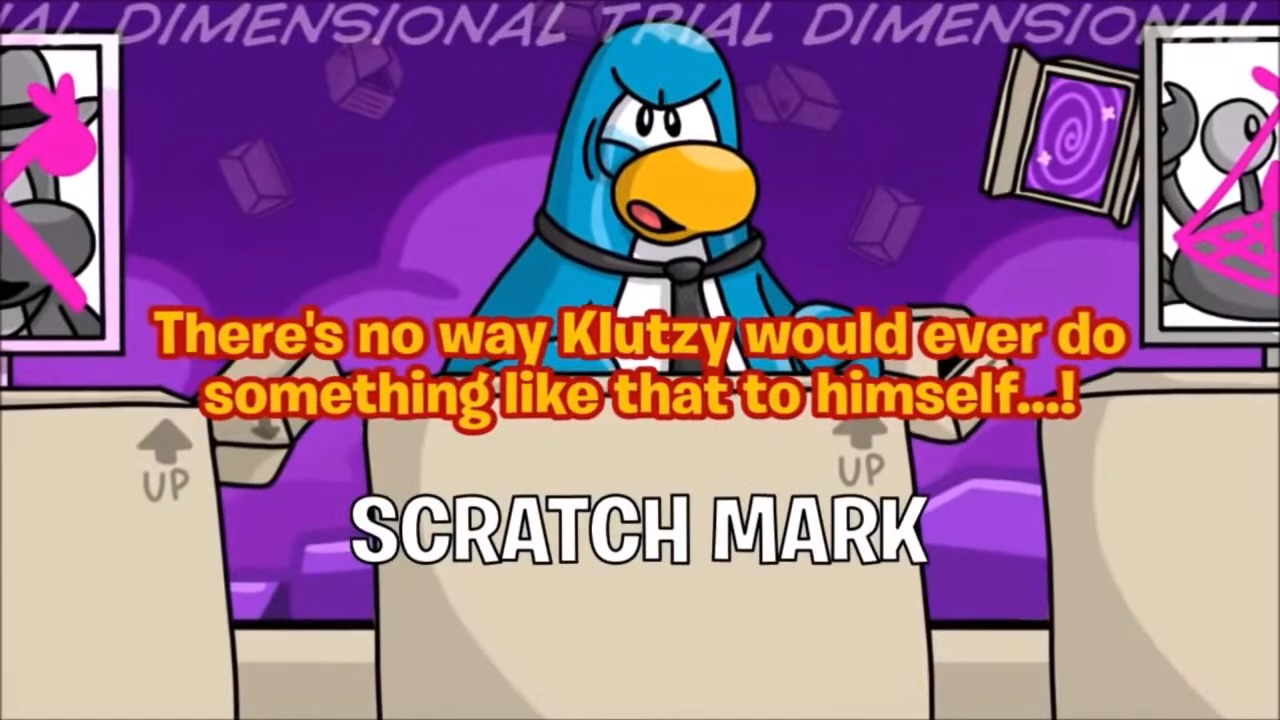 AL DIMENSIONAL TRIAL DIMENSIONAL
There's no way Klutzy would ever do
something like that to himself...!
UP
UP
SCRATCH MARK